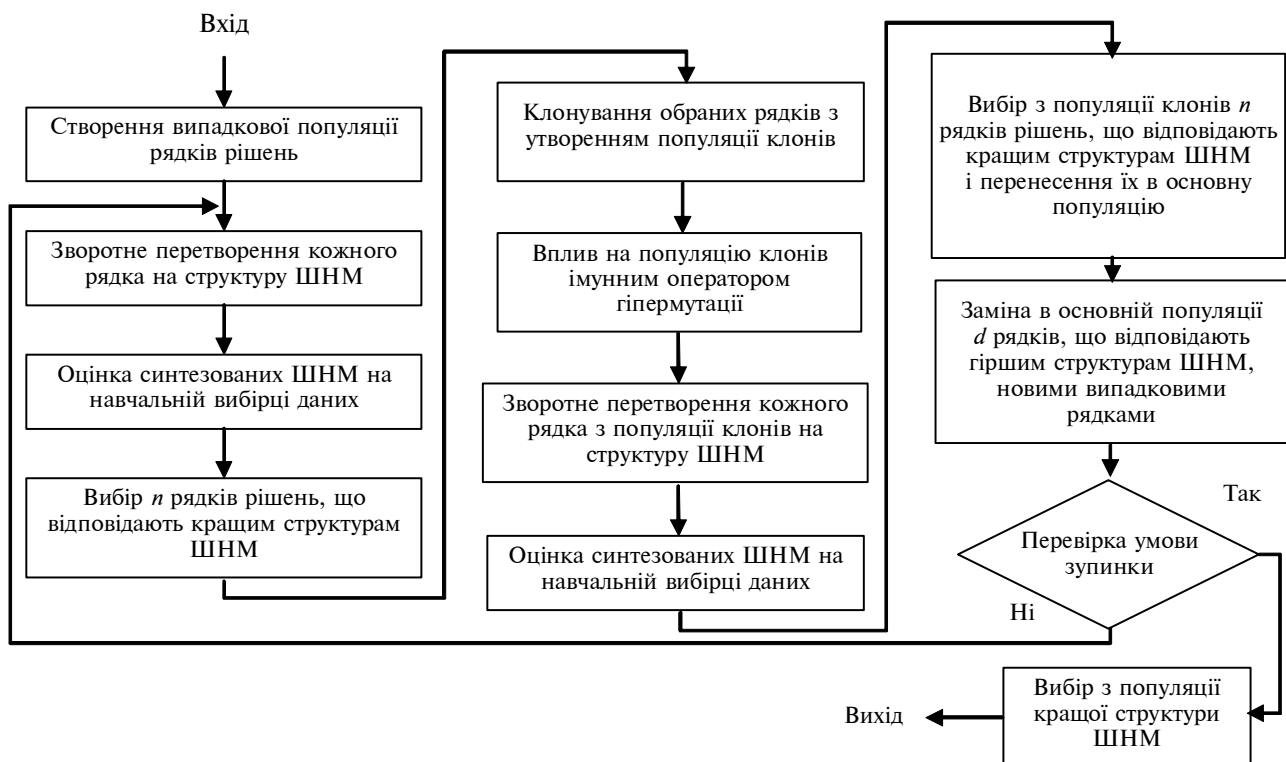 Вхід
Створення випадкової популяції
рядків рішень
Зворотне перетворення кожного
рядка на структуру ШНМ
Оцінка синтезованих ШНМ на
навчальній вибірці даних
Вибір n рядків рішень, що
відповідають кращим структурам
ШНМ
Клонування обраних рядків з
утворенням популяції клонів
Вплив на популяцію клонів
імунним оператором
гіпермутації
Зворотне перетворення кожного
рядка з популяції клонів на
структуру ШНМ
Оцінка синтезованих ШНМ на
навчальній вибірці даних
Вибір з популяції клонів n
рядків рішень, що відповідають
кращим структурам ШНМ
і перенесення їх в основну
популяцію
Заміна в основній популяції
d рядків, що відповідають
гіршим структурам ШНМ,
новими випадковими
рядками
Так
Перевірка умови
зупинки
Ні
Вибір з популяції
кращої структури
ШНМ
Вихід